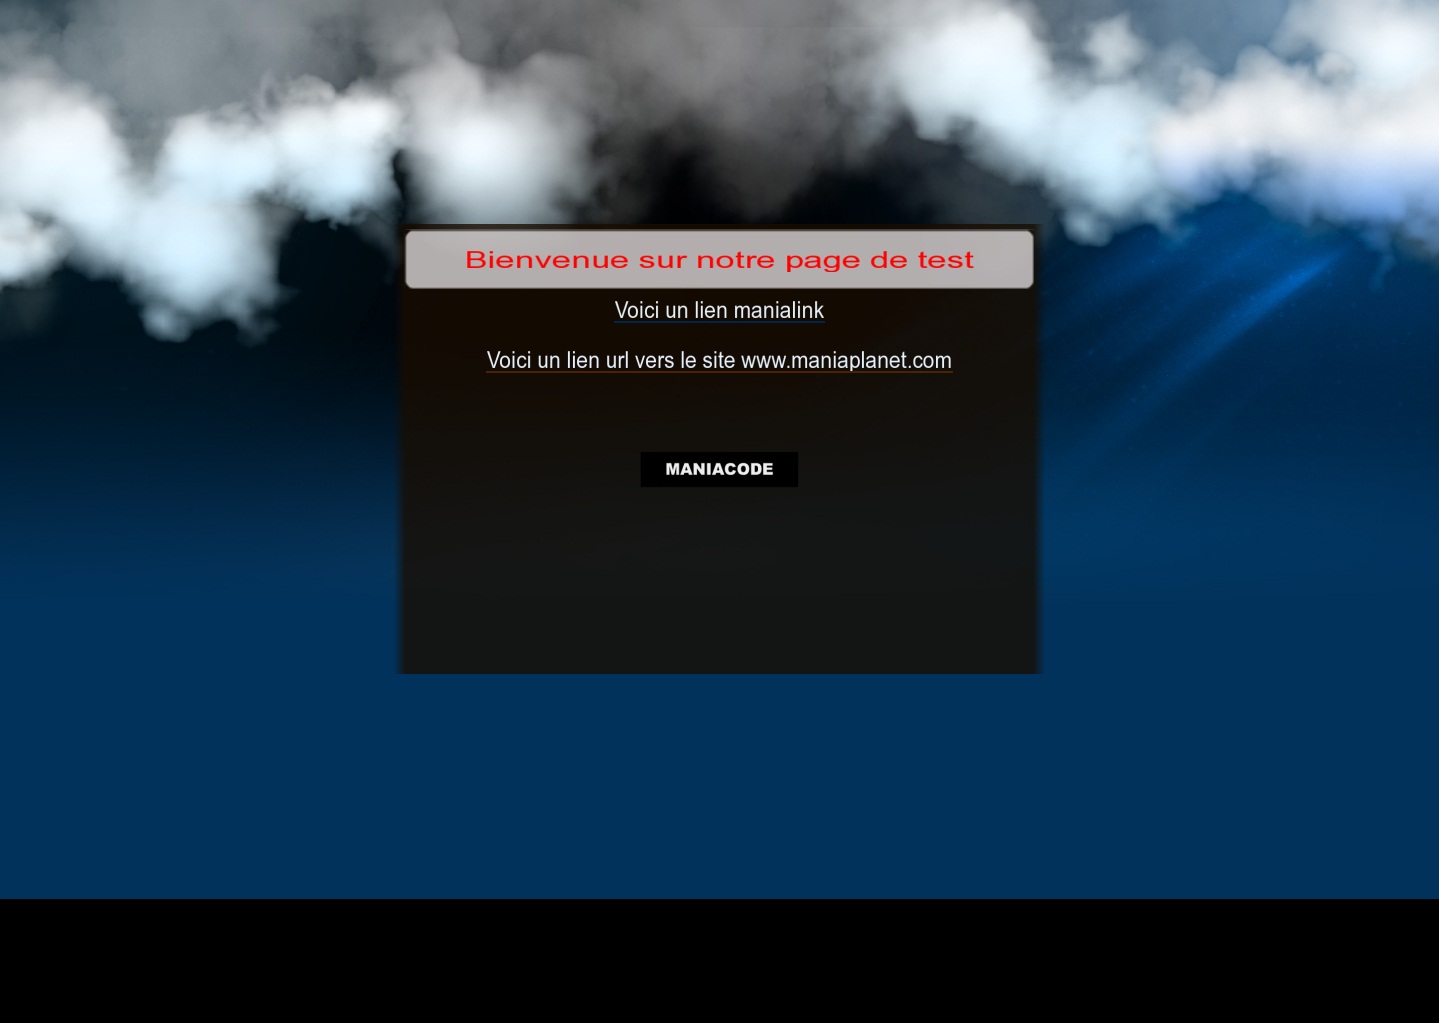 Bienvenue sur notre page de test
Voici un lien manialink
Voici un lien url vers le site www.maniaplanet.com
MANIACODE